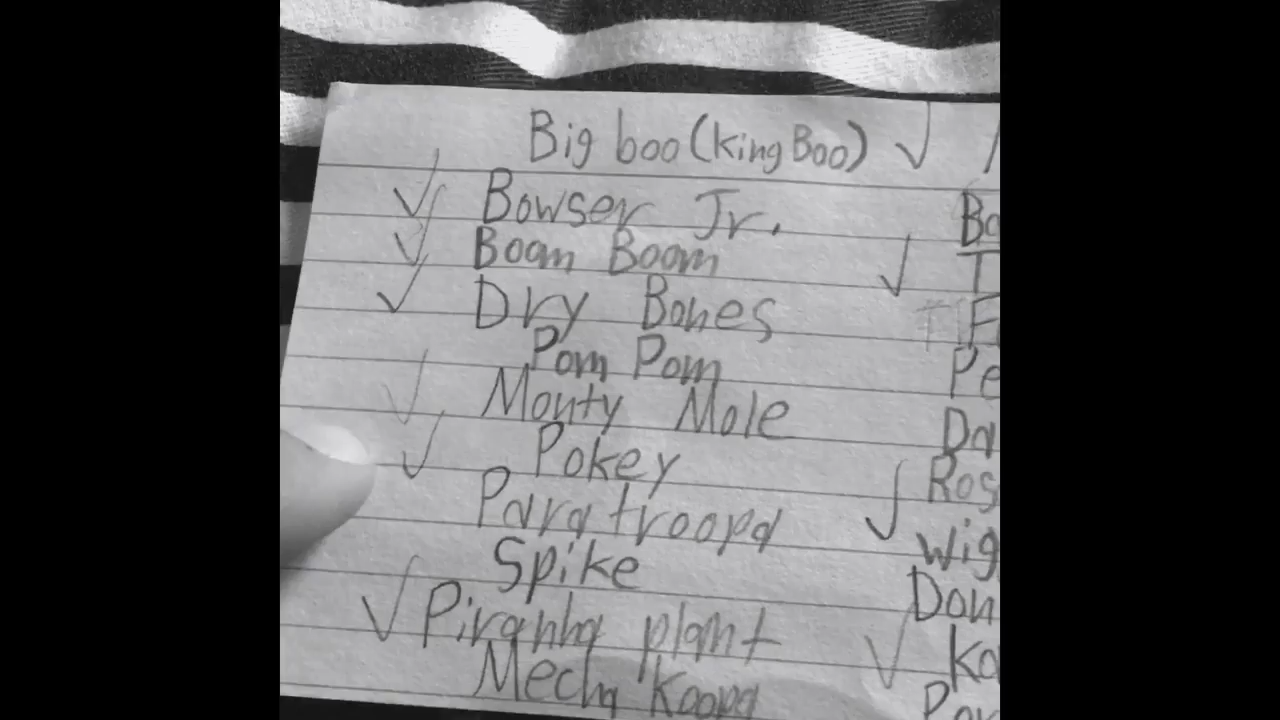 Big boo (King Boo)
Bowser Jr.
Boom Boom
Dry Bones
Pom Pom
Monty Mole
Pokey
Paratroopa
Spike
Piranha plant
Mecha Koopa